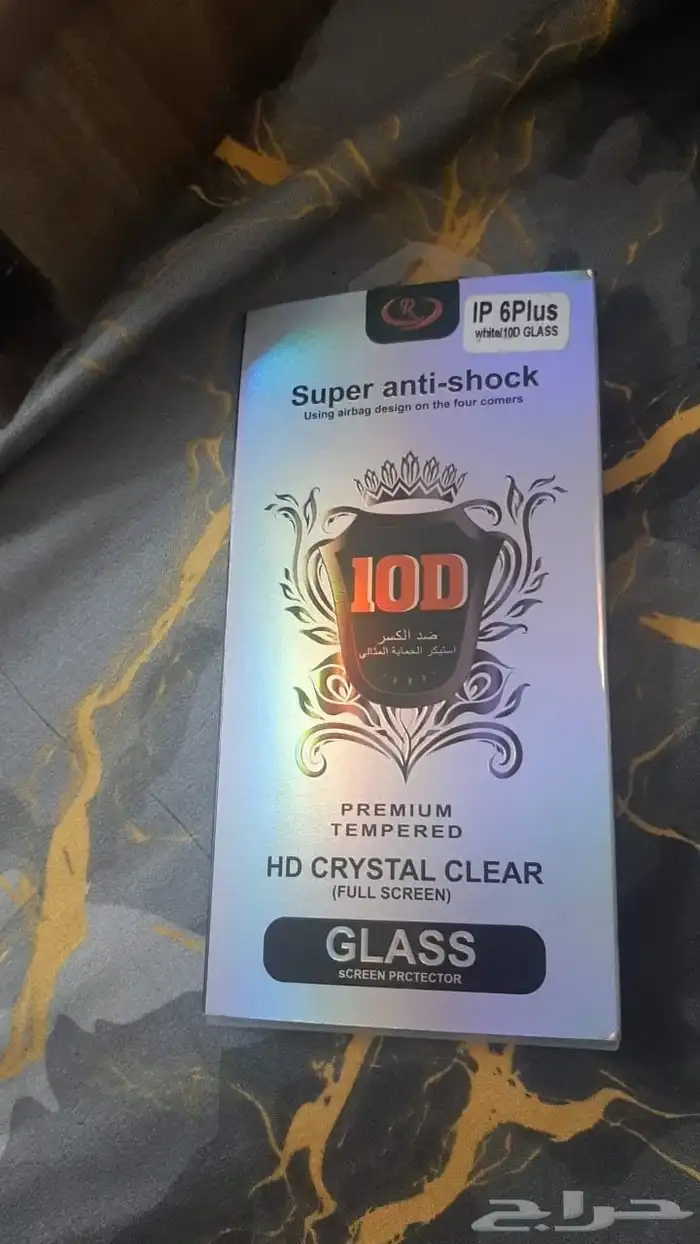 R
IP 6Plus
white/10D GLASS
Super anti-shock
Using airbag design on the four corners
10D
ضد الكسر
استيكر الحماية المثالي
PREMIUM
TEMPERED
HD CRYSTAL CLEAR
(FULL SCREEN)
GLASS
sCREEN PRCTECTOR
حراج